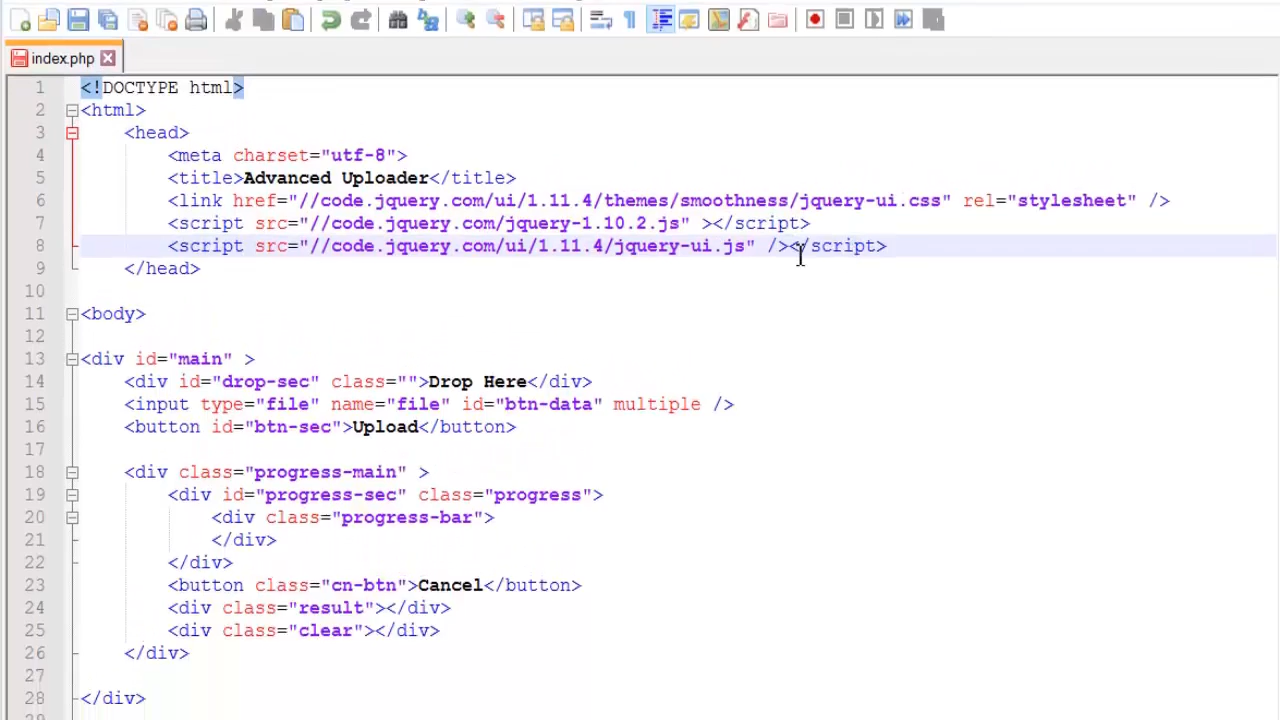 index.php
1 <!DOCTYPE html>
2 <html>
3 <head>
4 <meta charset="utf-8">
5 <title>Advanced Uploader</title>
6 <link href="//code.jquery.com/ui/1.11.4/themes/smoothness/jquery-ui.css" rel="stylesheet" />
7 <script src="//code.jquery.com/jquery-1.10.2.js" ></script>
8 <script src="//code.jquery.com/ui/1.11.4/jquery-ui.js" /></script>
9 </head>
10
11 <body>
12
13 <div id="main" >
14 <div id="drop-sec" class="">Drop Here</div>
15 <input type="file" name="file" id="btn-data" multiple />
16 <button id="btn-sec">Upload</button>
17
18 <div class="progress-main" >
19 <div id="progress-sec" class="progress">
20 <div class="progress-bar">
21 </div>
22 </div>
23 <button class="cn-btn">Cancel</button>
24 <div class="result"></div>
25 <div class="clear"></div>
26 </div>
27
28 </div>
29